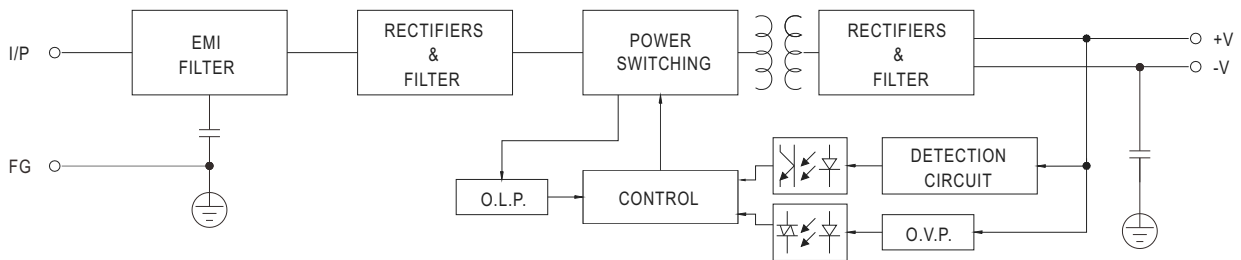 I/P
EMI
FILTER
RECTIFIERS
&
FILTER
POWER
SWITCHING
RECTIFIERS
&
FILTER
+V
-V
FG
O.L.P.
CONTROL
DETECTION
CIRCUIT
O.V.P.